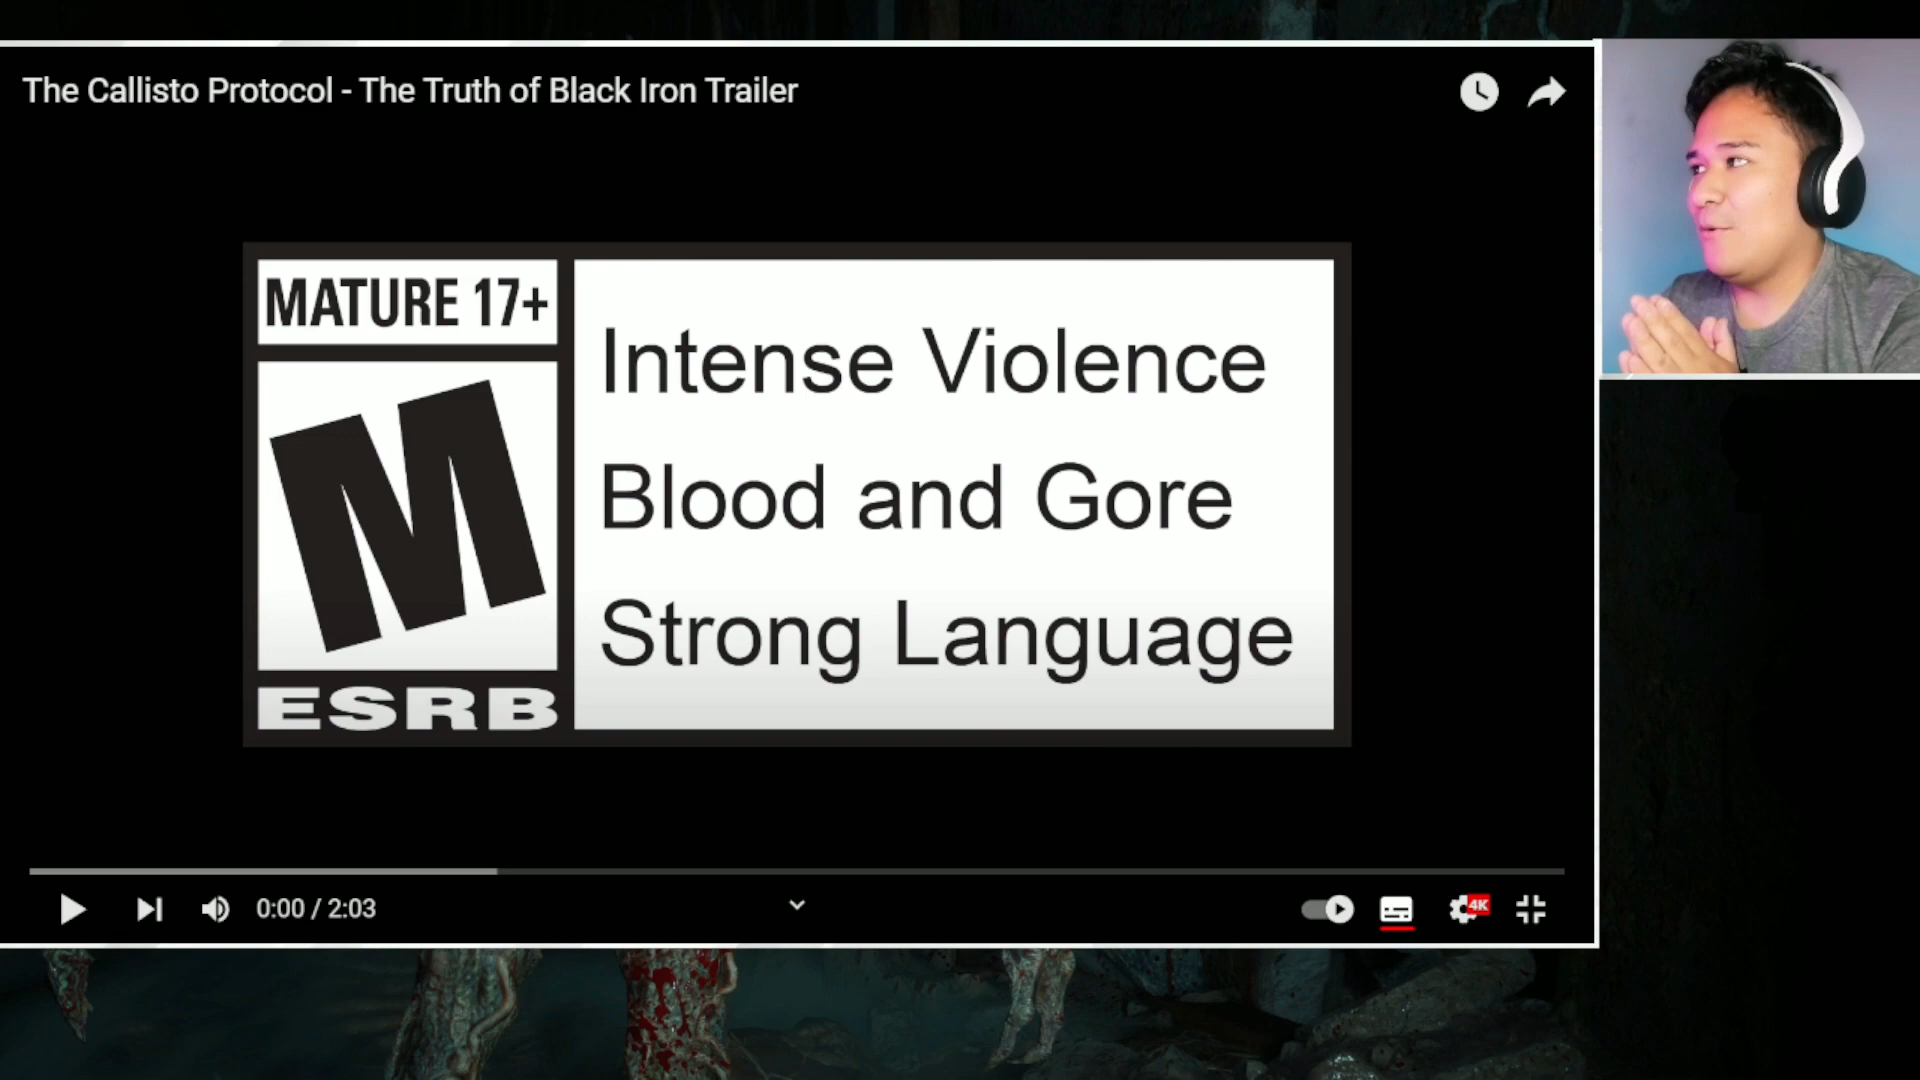 The Callisto Protocol - The Truth of Black Iron Trailer
MATURE 17+
M
ESRB
Intense Violence
Blood and Gore
Strong Language
0:00 / 2:03
4K